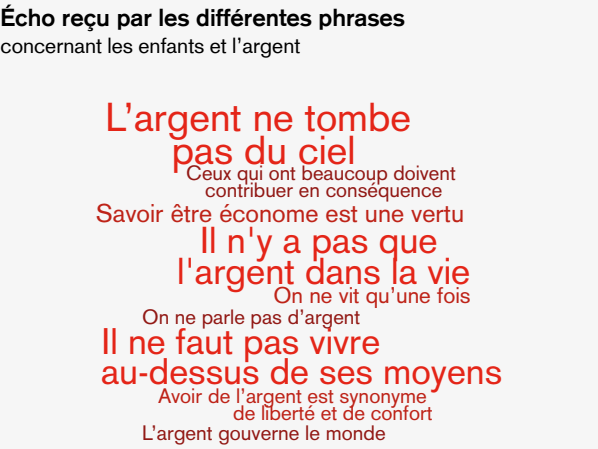 Écho reçu par les différentes phrases
concernant les enfants et l’argent
L’argent ne tombe
pas du ciel
Ceux qui ont beaucoup doivent
contribuer en conséquence
Savoir être économe est une vertu
Il n'y a pas que
l'argent dans la vie
On ne vit qu’une fois
On ne parle pas d’argent
Il ne faut pas vivre
au-dessus de ses moyens
Avoir de l’argent est synonyme
de liberté et de confort
L’argent gouverne le monde